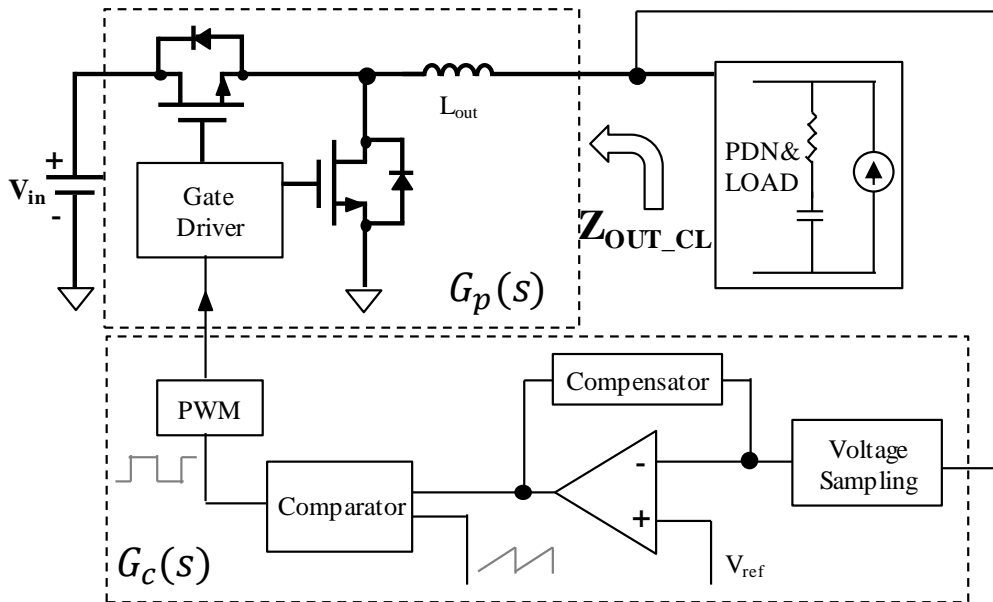 L_out
PDN&
LOAD
+
V_in
-
Gate
Driver
Z_OUT_CL
G_p(s)
Compensator
PWM
Voltage
Sampling
-
Comparator
+
G_c(s)
V_ref